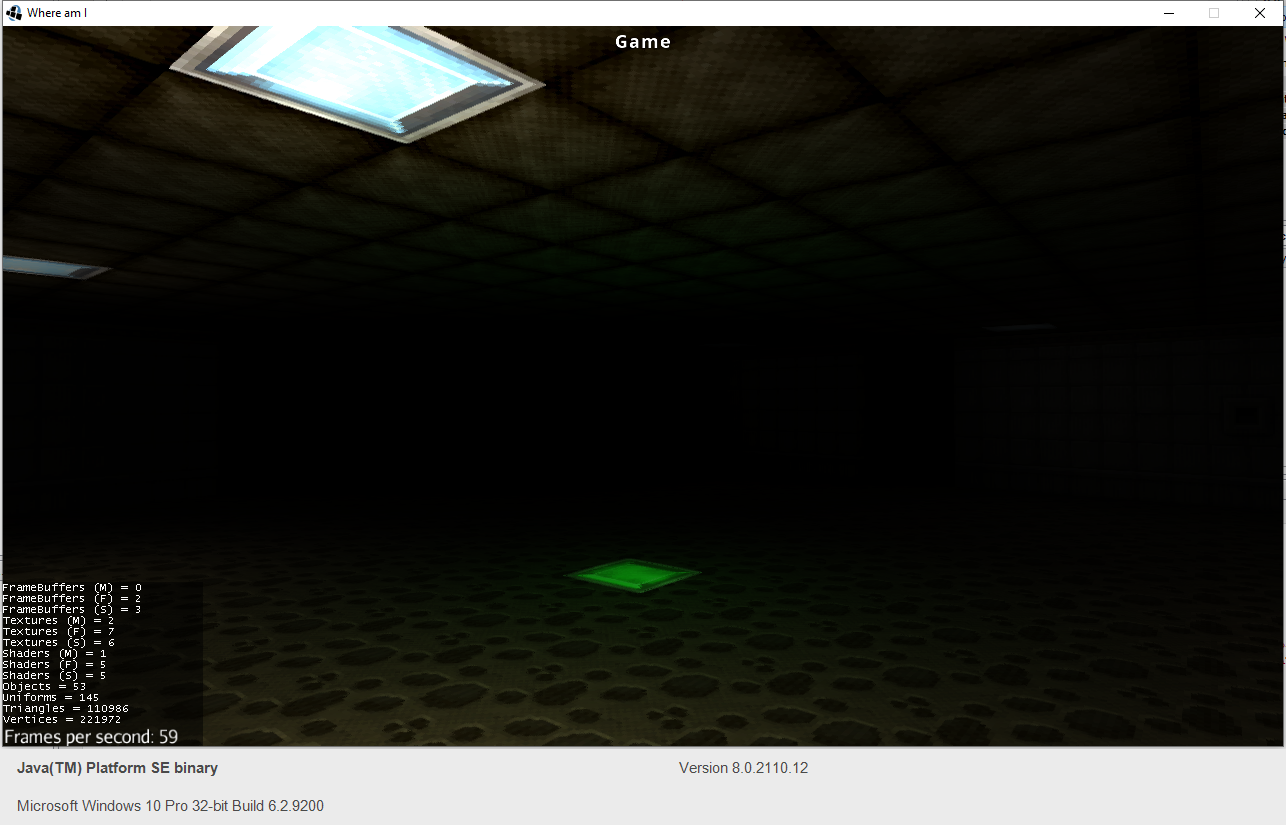 Where am I
Game
FrameBuffers (M) = 0
FrameBuffers (F) = 2
FrameBuffers (S) = 3
Textures (M) = 2
Textures (F) = 7
Textures (S) = 6
Shaders (M) = 1
Shaders (F) = 5
Shaders (S) = 5
Objects = 53
Uniforms = 145
Triangles = 110986
Vertices = 221972
Frames per second: 59
Java(TM) Platform SE binary
Version 8.0.2110.12
Microsoft Windows 10 Pro 32-bit Build 6.2.9200